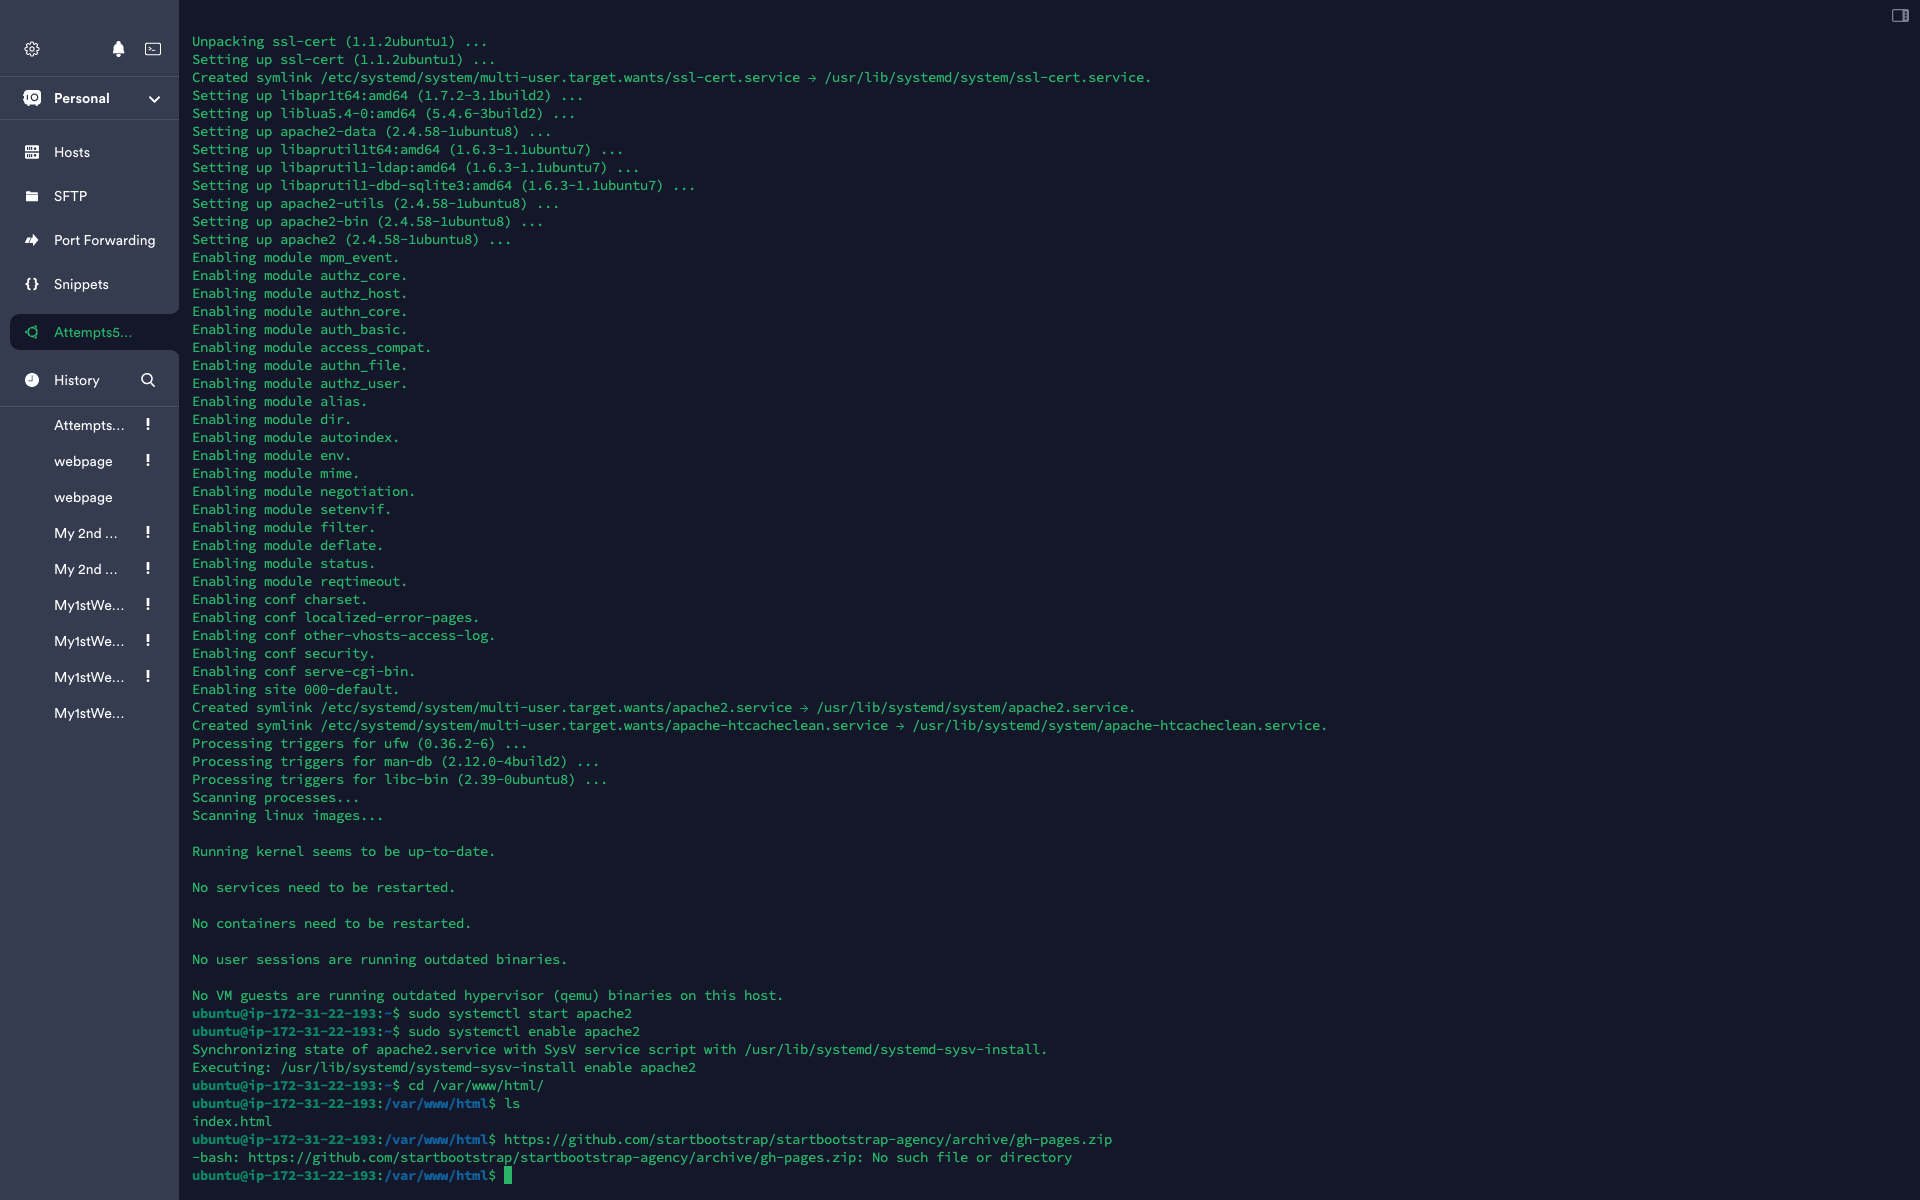 Personal
Hosts
SFTP
Port Forwarding
Snippets
Attempts5...
History
Attempts... !
webpage !
webpage
My 2nd ... !
My 2nd ... !
My1stWe... !
My1stWe... !
My1stWe... !
My1stWe...
Unpacking ssl-cert (1.1.2ubuntu1) ...
Setting up ssl-cert (1.1.2ubuntu1) ...
Created symlink /etc/systemd/system/multi-user.target.wants/ssl-cert.service → /usr/lib/systemd/system/ssl-cert.service.
Setting up libapr1t64:amd64 (1.7.2-3.1build2) ...
Setting up liblua5.4-0:amd64 (5.4.6-3build2) ...
Setting up apache2-data (2.4.58-1ubuntu8) ...
Setting up libaprutil1t64:amd64 (1.6.3-1.1ubuntu7) ...
Setting up libaprutil1-ldap:amd64 (1.6.3-1.1ubuntu7) ...
Setting up libaprutil1-dbd-sqlite3:amd64 (1.6.3-1.1ubuntu7) ...
Setting up apache2-utils (2.4.58-1ubuntu8) ...
Setting up apache2-bin (2.4.58-1ubuntu8) ...
Setting up apache2 (2.4.58-1ubuntu8) ...
Enabling module mpm_event.
Enabling module authz_core.
Enabling module authz_host.
Enabling module authn_core.
Enabling module auth_basic.
Enabling module access_compat.
Enabling module authn_file.
Enabling module authz_user.
Enabling module alias.
Enabling module dir.
Enabling module autoindex.
Enabling module env.
Enabling module mime.
Enabling module negotiation.
Enabling module setenvif.
Enabling module filter.
Enabling module deflate.
Enabling module status.
Enabling module reqtimeout.
Enabling conf charset.
Enabling conf localized-error-pages.
Enabling conf other-vhosts-access-log.
Enabling conf security.
Enabling conf serve-cgi-bin.
Enabling site 000-default.
Created symlink /etc/systemd/system/multi-user.target.wants/apache2.service → /usr/lib/systemd/system/apache2.service.
Created symlink /etc/systemd/system/multi-user.target.wants/apache-htcacheclean.service → /usr/lib/systemd/system/apache-htcacheclean.service.
Processing triggers for ufw (0.36.2-6) ...
Processing triggers for man-db (2.12.0-4build2) ...
Processing triggers for libc-bin (2.39-0ubuntu8) ...
Scanning processes...
Scanning linux images...
Running kernel seems to be up-to-date.
No services need to be restarted.
No containers need to be restarted.
No user sessions are running outdated binaries.
No VM guests are running outdated hypervisor (qemu) binaries on this host.
ubuntu@ip-172-31-22-193:~$ sudo systemctl start apache2
ubuntu@ip-172-31-22-193:~$ sudo systemctl enable apache2
Synchronizing state of apache2.service with SysV service script with /usr/lib/systemd/systemd-sysv-install.
Executing: /usr/lib/systemd/systemd-sysv-install enable apache2
ubuntu@ip-172-31-22-193:~$ cd /var/www/html/
ubuntu@ip-172-31-22-193:/var/www/html$ ls
index.html
ubuntu@ip-172-31-22-193:/var/www/html$ https://github.com/startbootstrap/startbootstrap-agency/archive/gh-pages.zip
-bash: https://github.com/startbootstrap/startbootstrap-agency/archive/gh-pages.zip: No such file or directory
ubuntu@ip-172-31-22-193:/var/www/html$